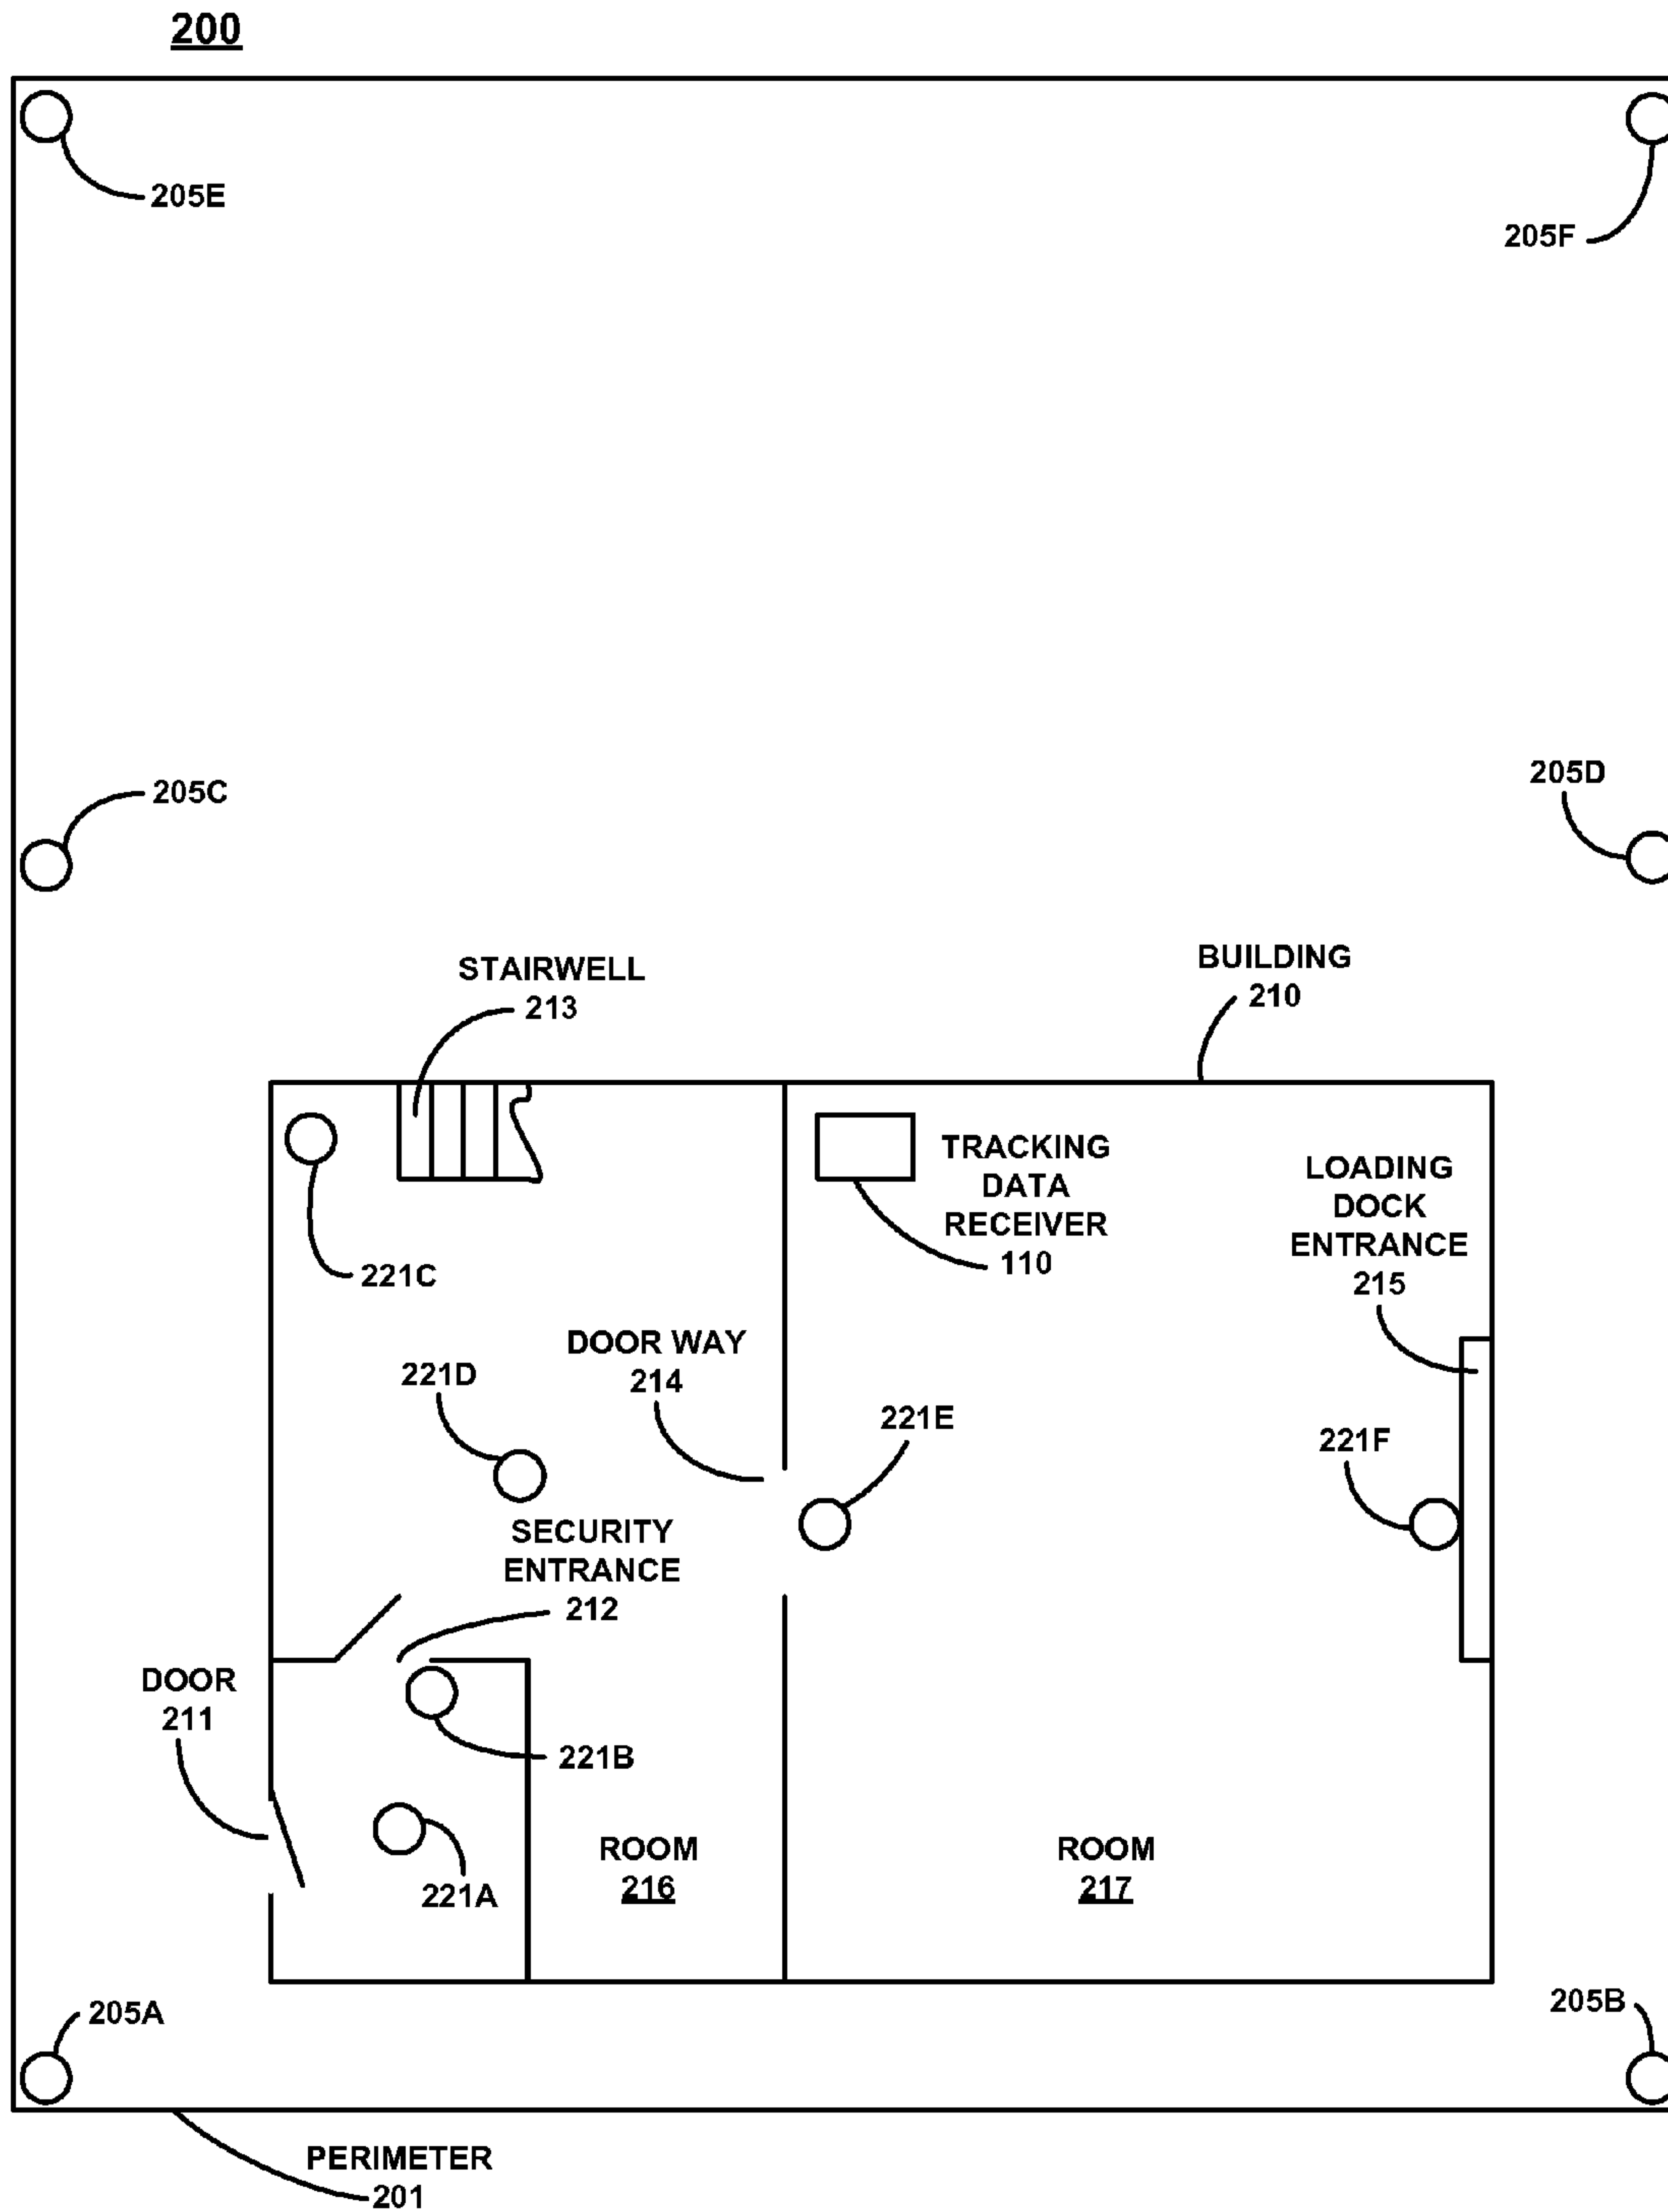 200
205E
205F
205C
205D
STAIRWELL
213
BUILDING
210
TRACKING
DATA
RECEIVER
110
LOADING
DOCK
ENTRANCE
215
221C
DOOR WAY
214
221D
221E
221F
SECURITY
ENTRANCE
212
DOOR
211
221B
221A
ROOM
216
ROOM
217
205A
205B
PERIMETER
201